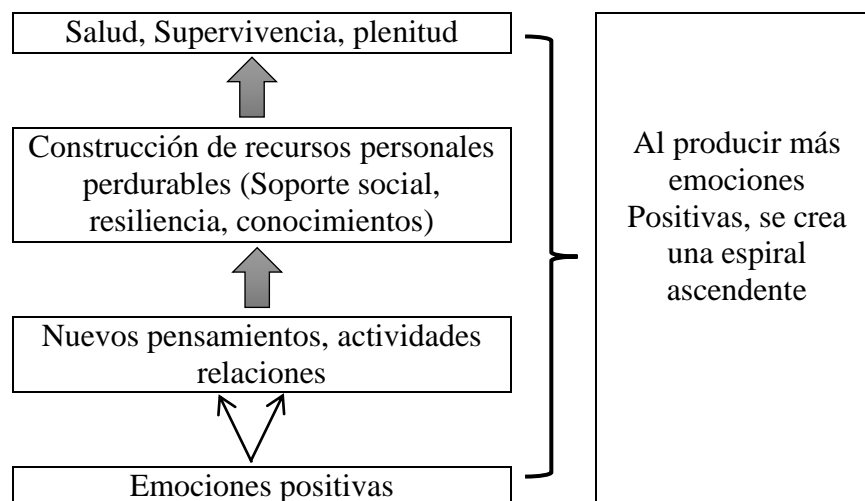 Salud, Supervivencia, plenitud
Construcción de recursos personales
perdurables (Soporte social,
resiliencia, conocimientos)
Nuevos pensamientos, actividades
relaciones
Emociones positivas
Al producir más
emociones
Positivas, se crea
una espiral
ascendente